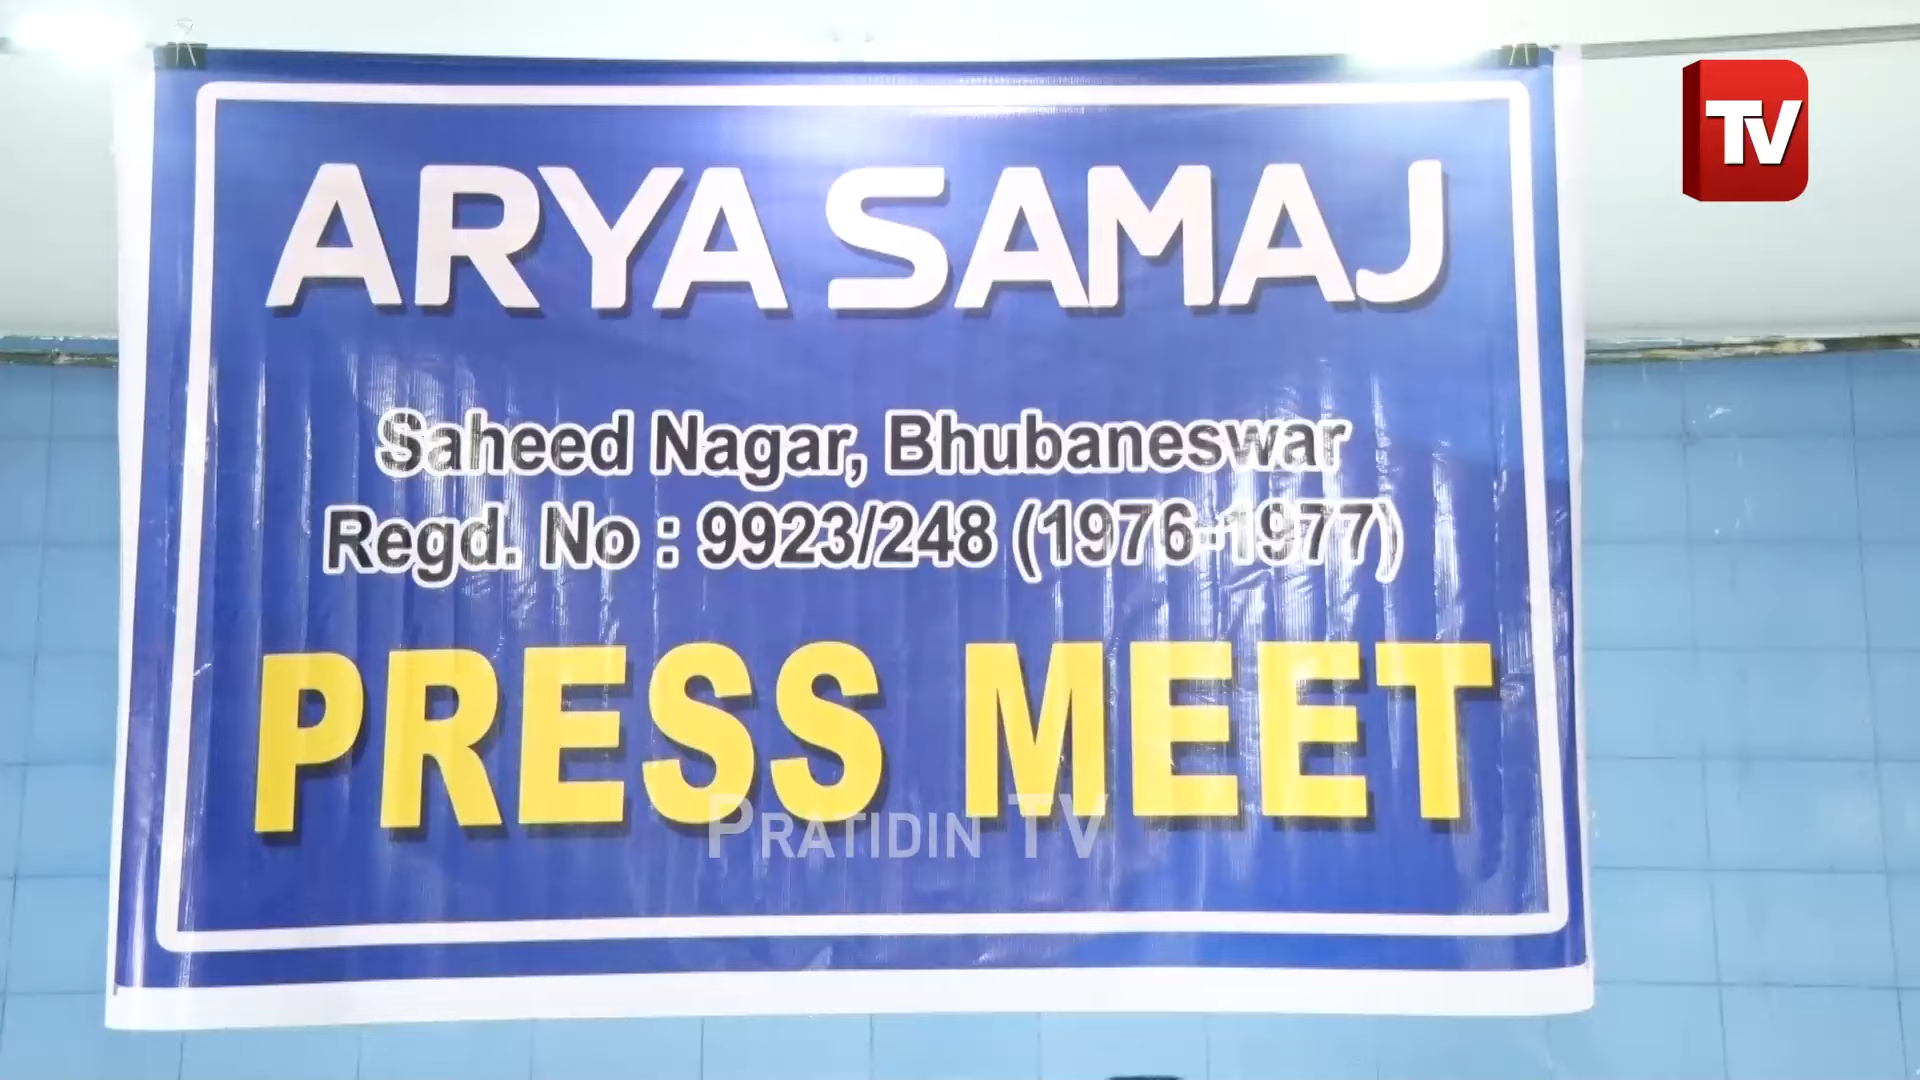 TV
ARYA SAMAJ
Saheed Nagar, Bhubaneswar
Regd. No : 9923/248 (1976-1977)
PRESS MEET
PRATIDIN TV